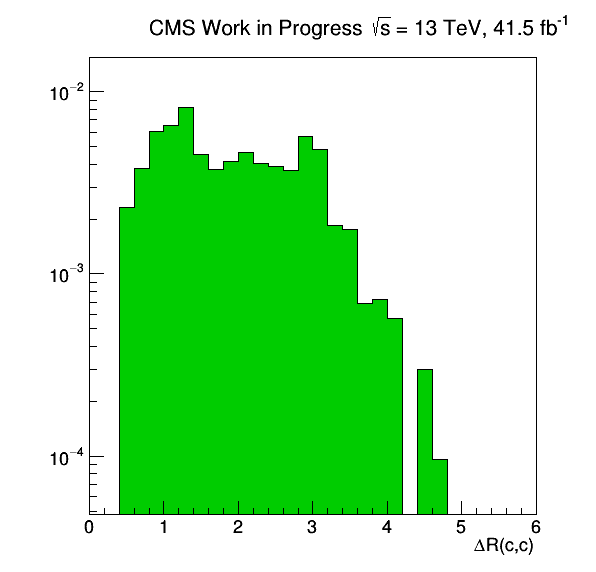 CMS Work in Progress √s = 13 TeV, 41.5 fb⁻¹
10⁻²
10⁻³
10⁻⁴
0 1 2 3 4 5 6
ΔR(c,c)